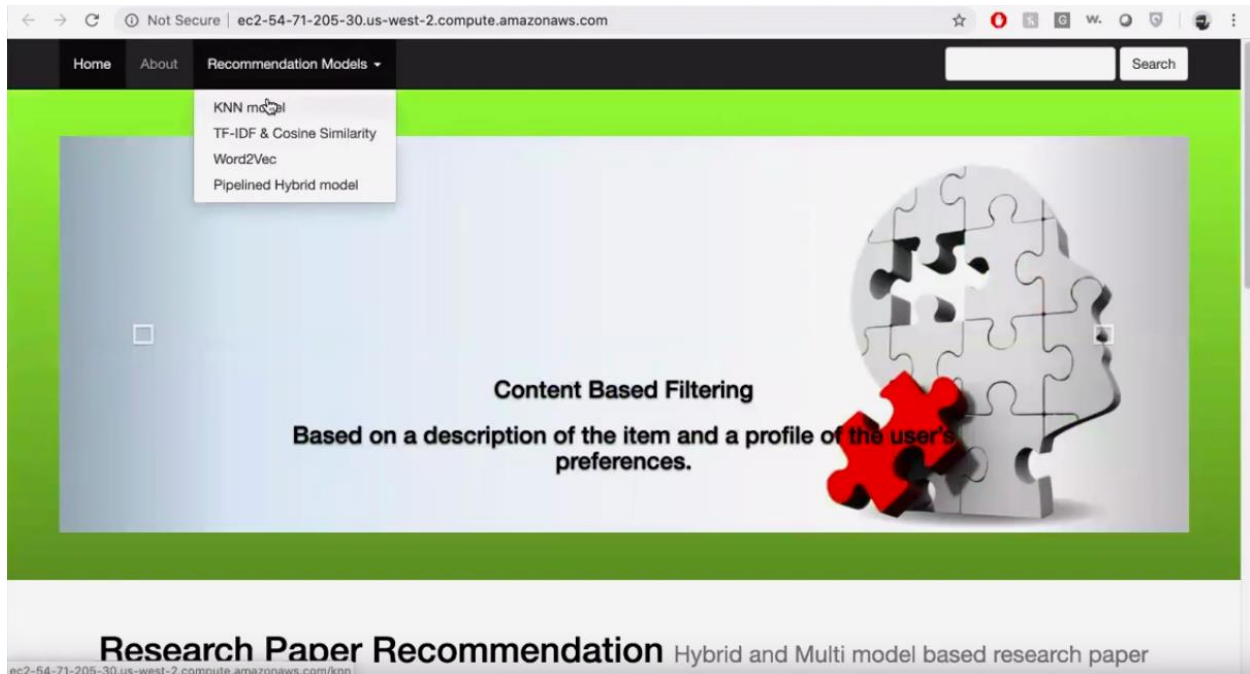 Not Secure | ec2-54-71-205-30.us-west-2.compute.amazonaws.com
Home About Recommendation Models Search
KNN model
TF-IDF & Cosine Similarity
Word2Vec
Pipelined Hybrid model
Content Based Filtering
Based on a description of the item and a profile of the user's
preferences.
Research Paper Recommendation Hybrid and Multi model based research paper
ec2-54-71-205-30.us-west-2.compute.amazonaws.com/knn